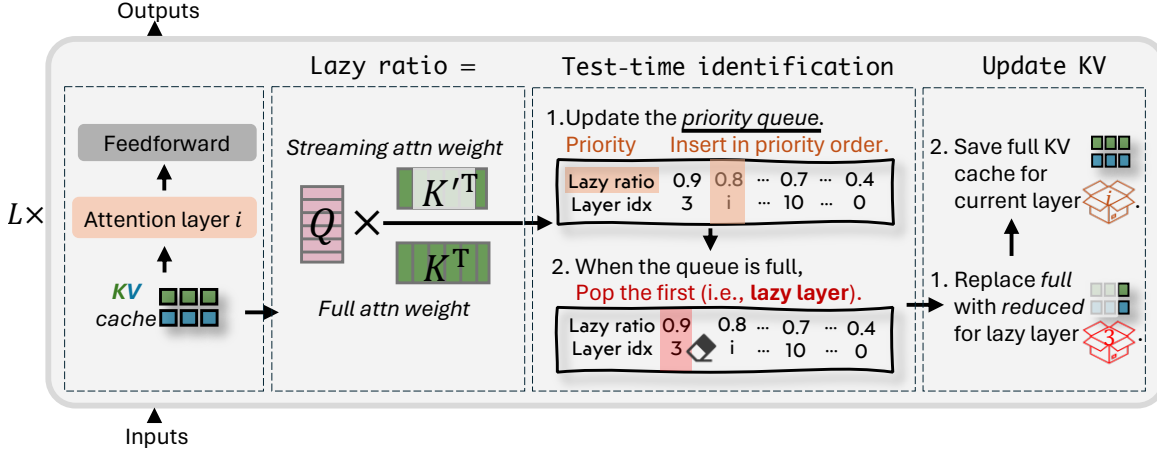 Outputs
Lazy ratio =
Test-time identification
Update KV
L×
Feedforward
Attention layer i
KV
cache
Streaming attn weight
Q × K′ᵀ
Kᵀ
Full attn weight
1.Update the priority queue.
Priority Insert in priority order.
Lazy ratio 0.9 0.8 ··· 0.7 ··· 0.4
Layer idx 3 i ··· 10 ··· 0
2. When the queue is full,
Pop the first (i.e., lazy layer).
Lazy ratio 0.9 0.8 ··· 0.7 ··· 0.4
Layer idx 3 i ··· 10 ··· 0
2. Save full KV
cache for
current layer i.
1. Replace full
with reduced
for lazy layer 3.
Inputs